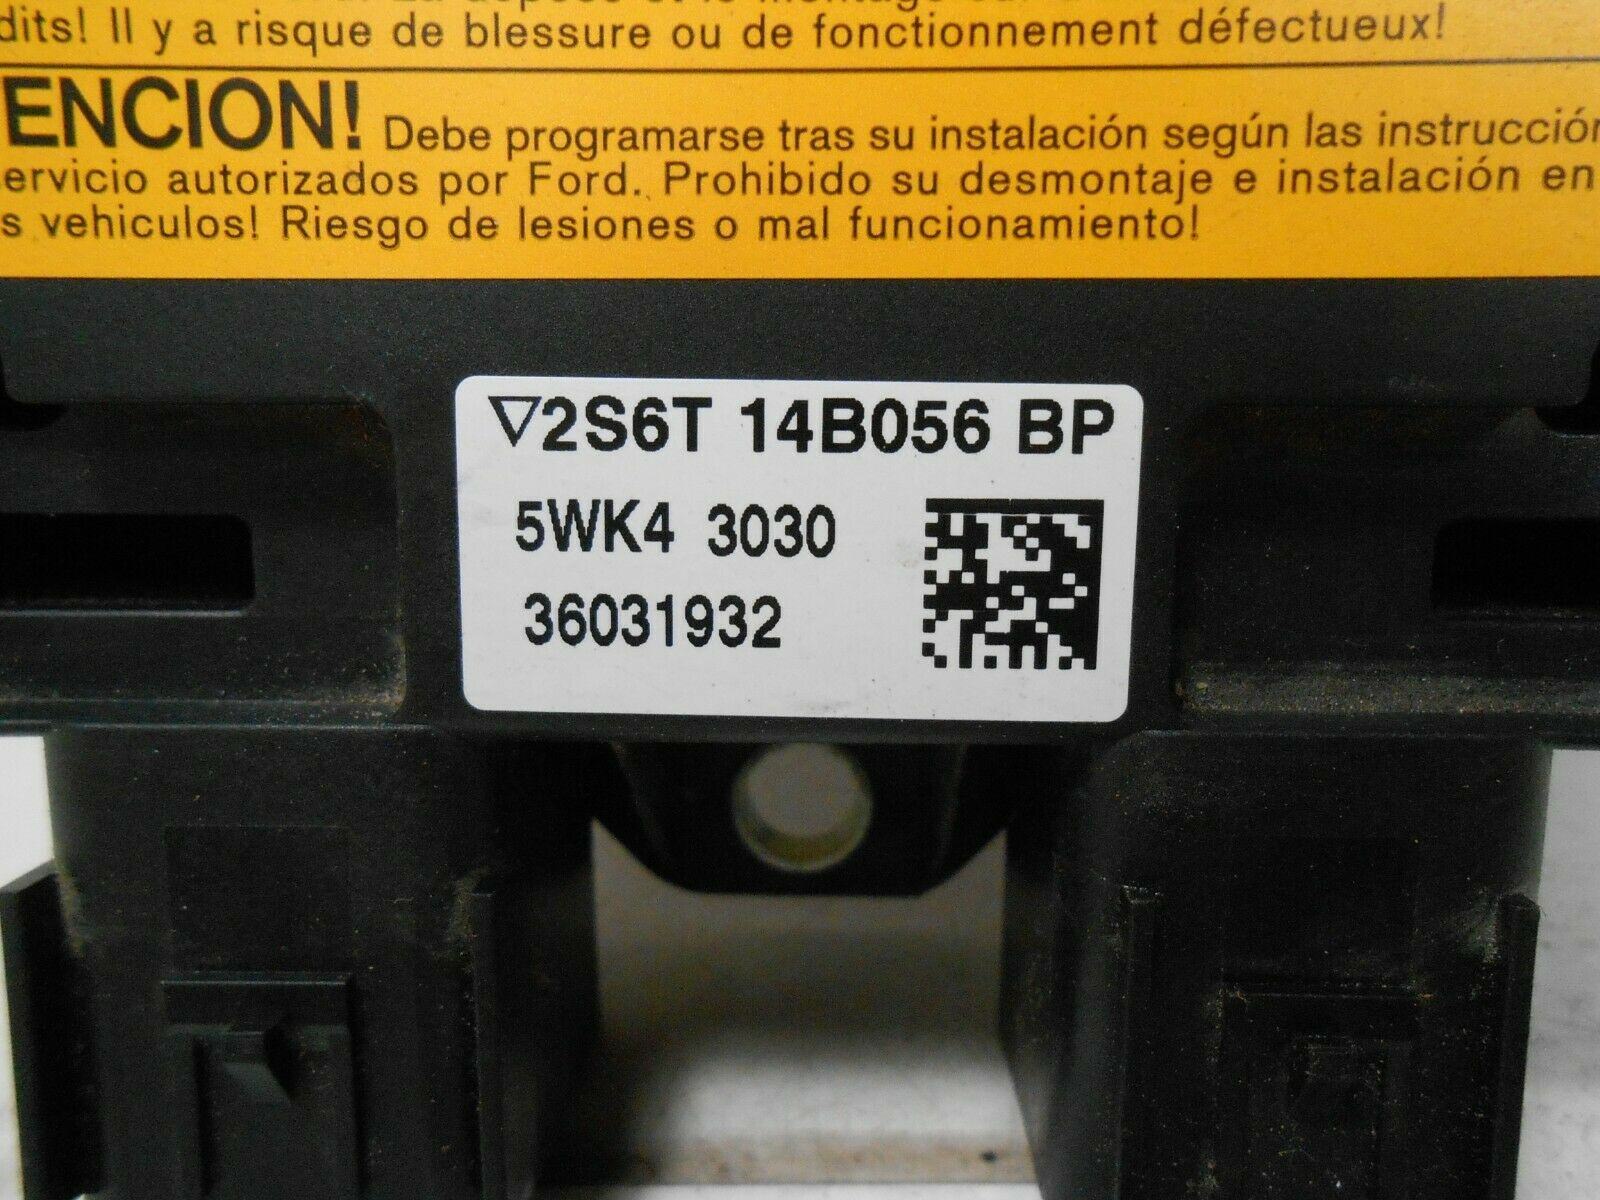 dits! Il y a risque de blessure ou de fonctionnement défectueux!
ENCION! Debe programarse tras su instalación según las instruccion
ervicio autorizados por Ford. Prohibido su desmontaje e instalación en
s vehiculos! Riesgo de lesiones o mal funcionamiento!
▽2S6T 14B056 BP
5WK4 3030
36031932